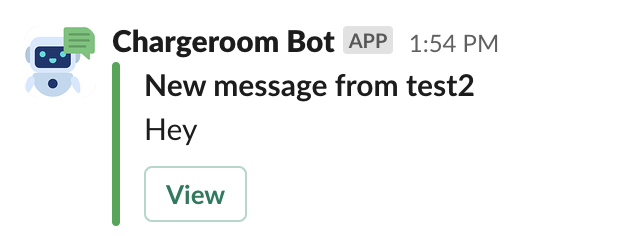 Chargeroom Bot APP 1:54 PM
New message from test2
Hey
View